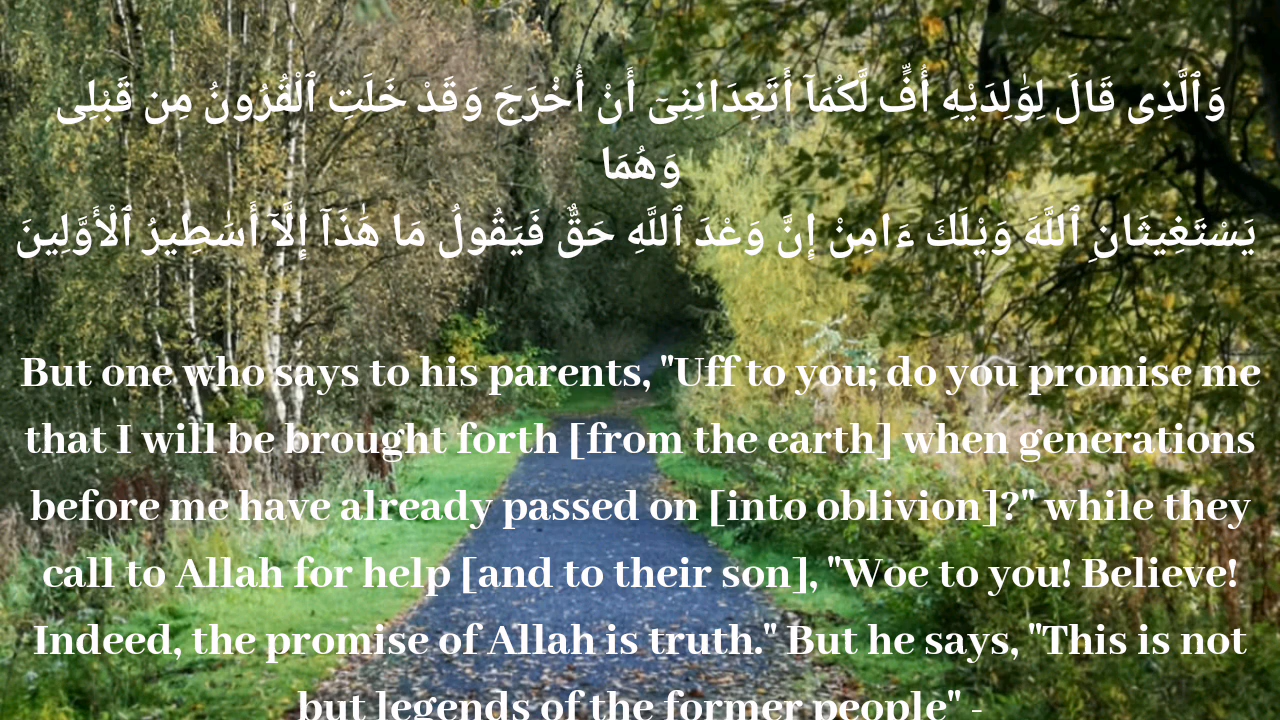 وَٱلَّذِى قَالَ لِوَٰلِدَيْهِ أُفٍّ لَّكُمَآ أَتَعِدَانِنِىٓ أَنْ أُخْرَجَ وَقَدْ خَلَتِ ٱلْقُرُونُ مِن قَبْلِى
وَهُمَا
يَسْتَغِيثَانِ ٱللَّهَ وَيْلَكَ ءَامِنْ إِنَّ وَعْدَ ٱللَّهِ حَقٌّ فَيَقُولُ مَا هَٰذَآ إِلَّآ أَسَٰطِيرُ ٱلْأَوَّلِينَ
But one who says to his parents, "Uff to you; do you promise me
that I will be brought forth [from the earth] when generations
before me have already passed on [into oblivion]?" while they
call to Allah for help [and to their son], "Woe to you! Believe!
Indeed, the promise of Allah is truth." But he says, "This is not
but legends of the former people" -